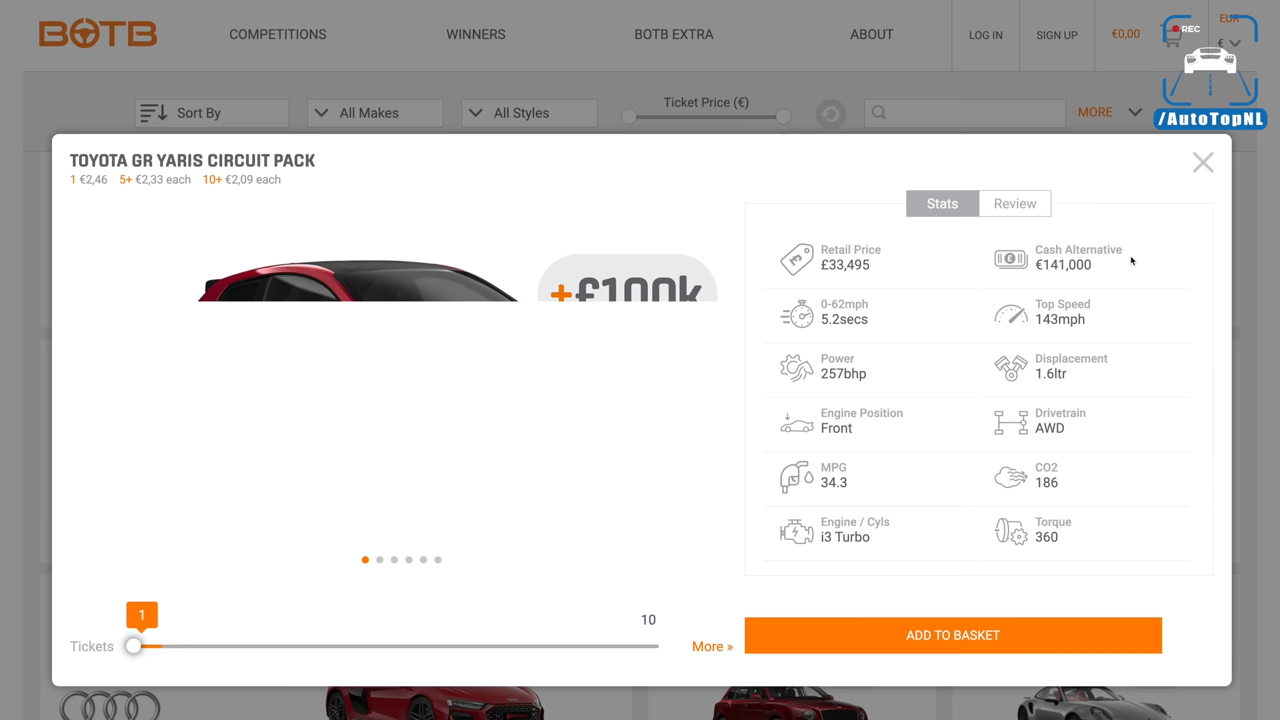 BOTB
COMPETITIONS
WINNERS
BOTB EXTRA
ABOUT
LOG IN
SIGN UP
€0,00
EUR
€
REC
/AutoTopNL
Sort By
All Makes
All Styles
Ticket Price (€)
MORE
TOYOTA GR YARIS CIRCUIT PACK
1 €2,46 5+ €2,33 each 10+ €2,09 each
+£100k
Stats
Review
Retail Price
£33,495
Cash Alternative
€141,000
0-62mph
5.2secs
Top Speed
143mph
Power
257bhp
Displacement
1.6ltr
Engine Position
Front
Drivetrain
AWD
MPG
34.3
CO2
186
Engine / Cyls
i3 Turbo
Torque
360
1
10
Tickets
More »
ADD TO BASKET